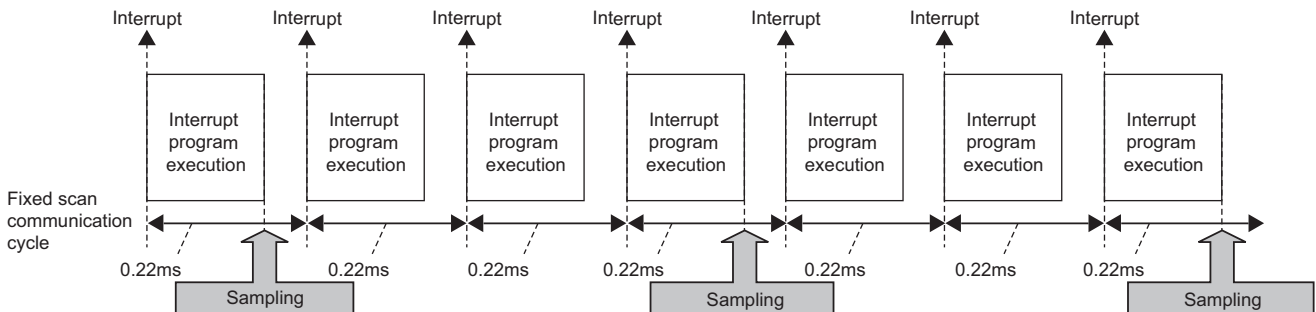 Interrupt Interrupt Interrupt Interrupt Interrupt Interrupt Interrupt
Interrupt
program
execution
Interrupt
program
execution
Interrupt
program
execution
Interrupt
program
execution
Interrupt
program
execution
Interrupt
program
execution
Interrupt
program
execution
Fixed scan
communication
cycle
0.22ms 0.22ms 0.22ms 0.22ms 0.22ms 0.22ms 0.22ms
Sampling Sampling Sampling